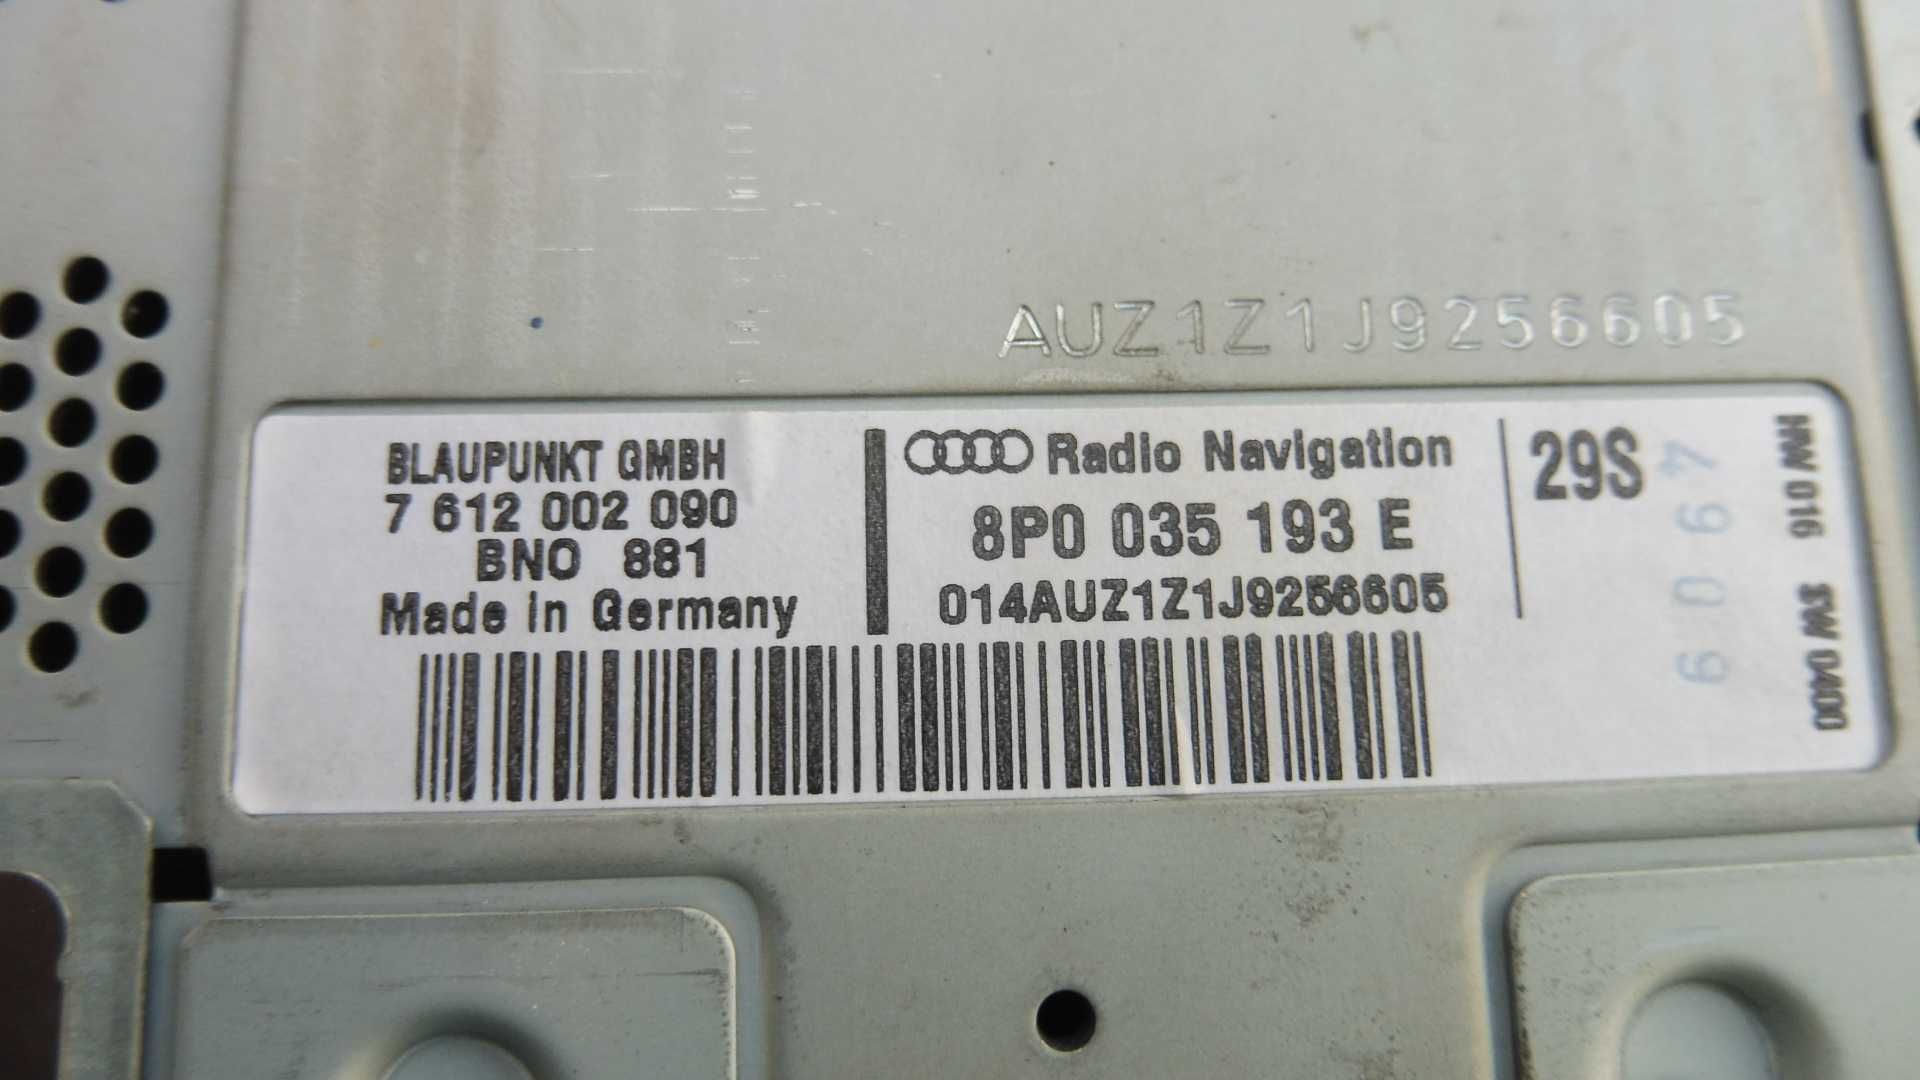 AUZ1Z1J9256605
BLAUPUNKT GMBH
7 612 002 090
BNO 881
Made in Germany
Radio Navigation
8P0 035 193 E
014AUZ1Z1J9256605
29S
4609
HW 016 SW 0400